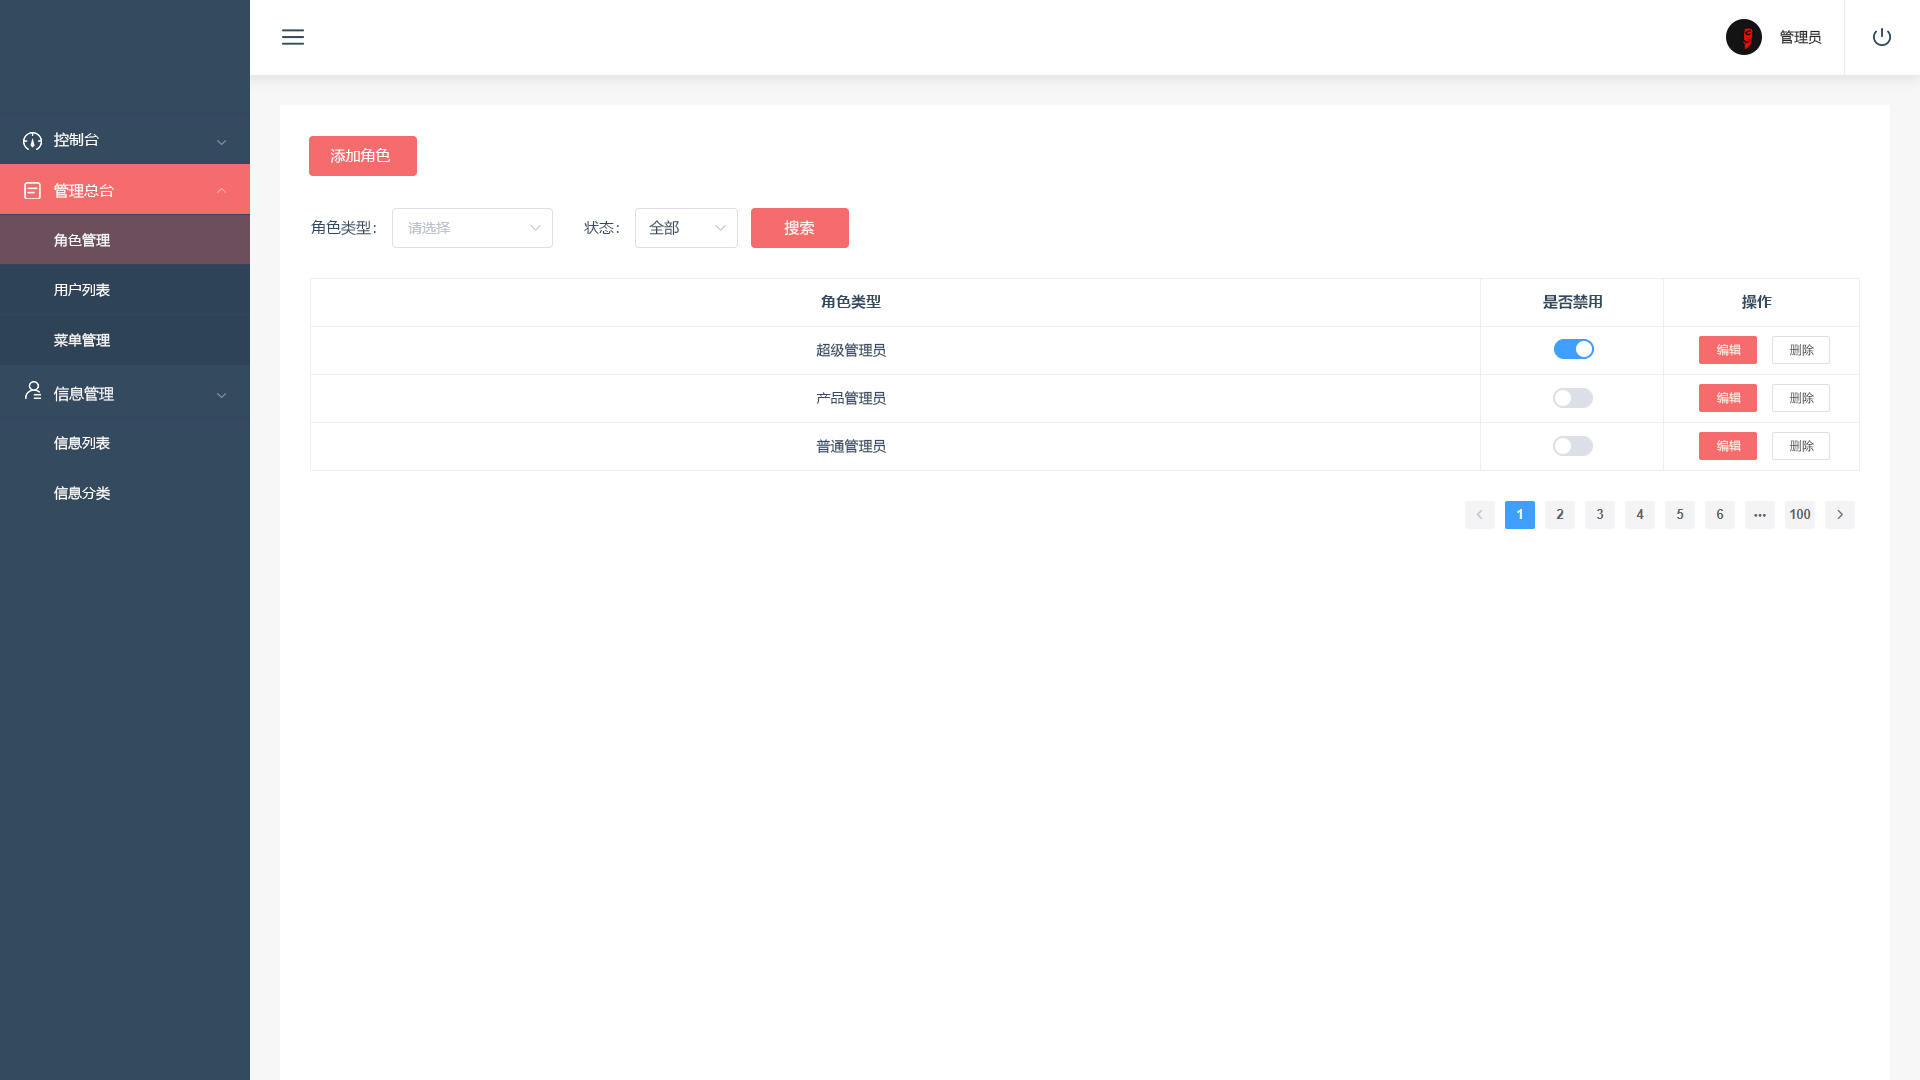 管理员
控制台
管理总台
角色管理
用户列表
菜单管理
信息管理
信息列表
信息分类
添加角色
角色类型： 请选择 状态： 全部 搜索
角色类型 是否禁用 操作
超级管理员 编辑 删除
产品管理员 编辑 删除
普通管理员 编辑 删除
1 2 3 4 5 6 ••• 100